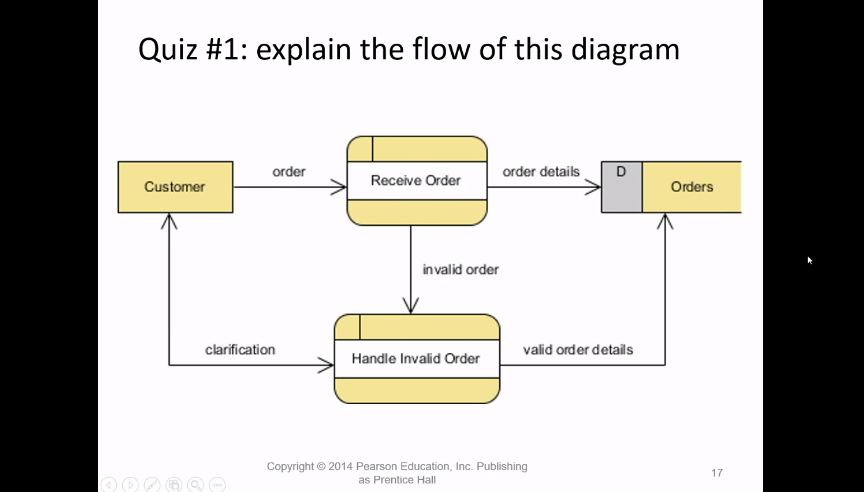 Quiz #1: explain the flow of this diagram
Customer
order
Receive Order
order details
D
Orders
invalid order
clarification
Handle Invalid Order
valid order details
Copyright © 2014 Pearson Education, Inc. Publishing
as Prentice Hall
17